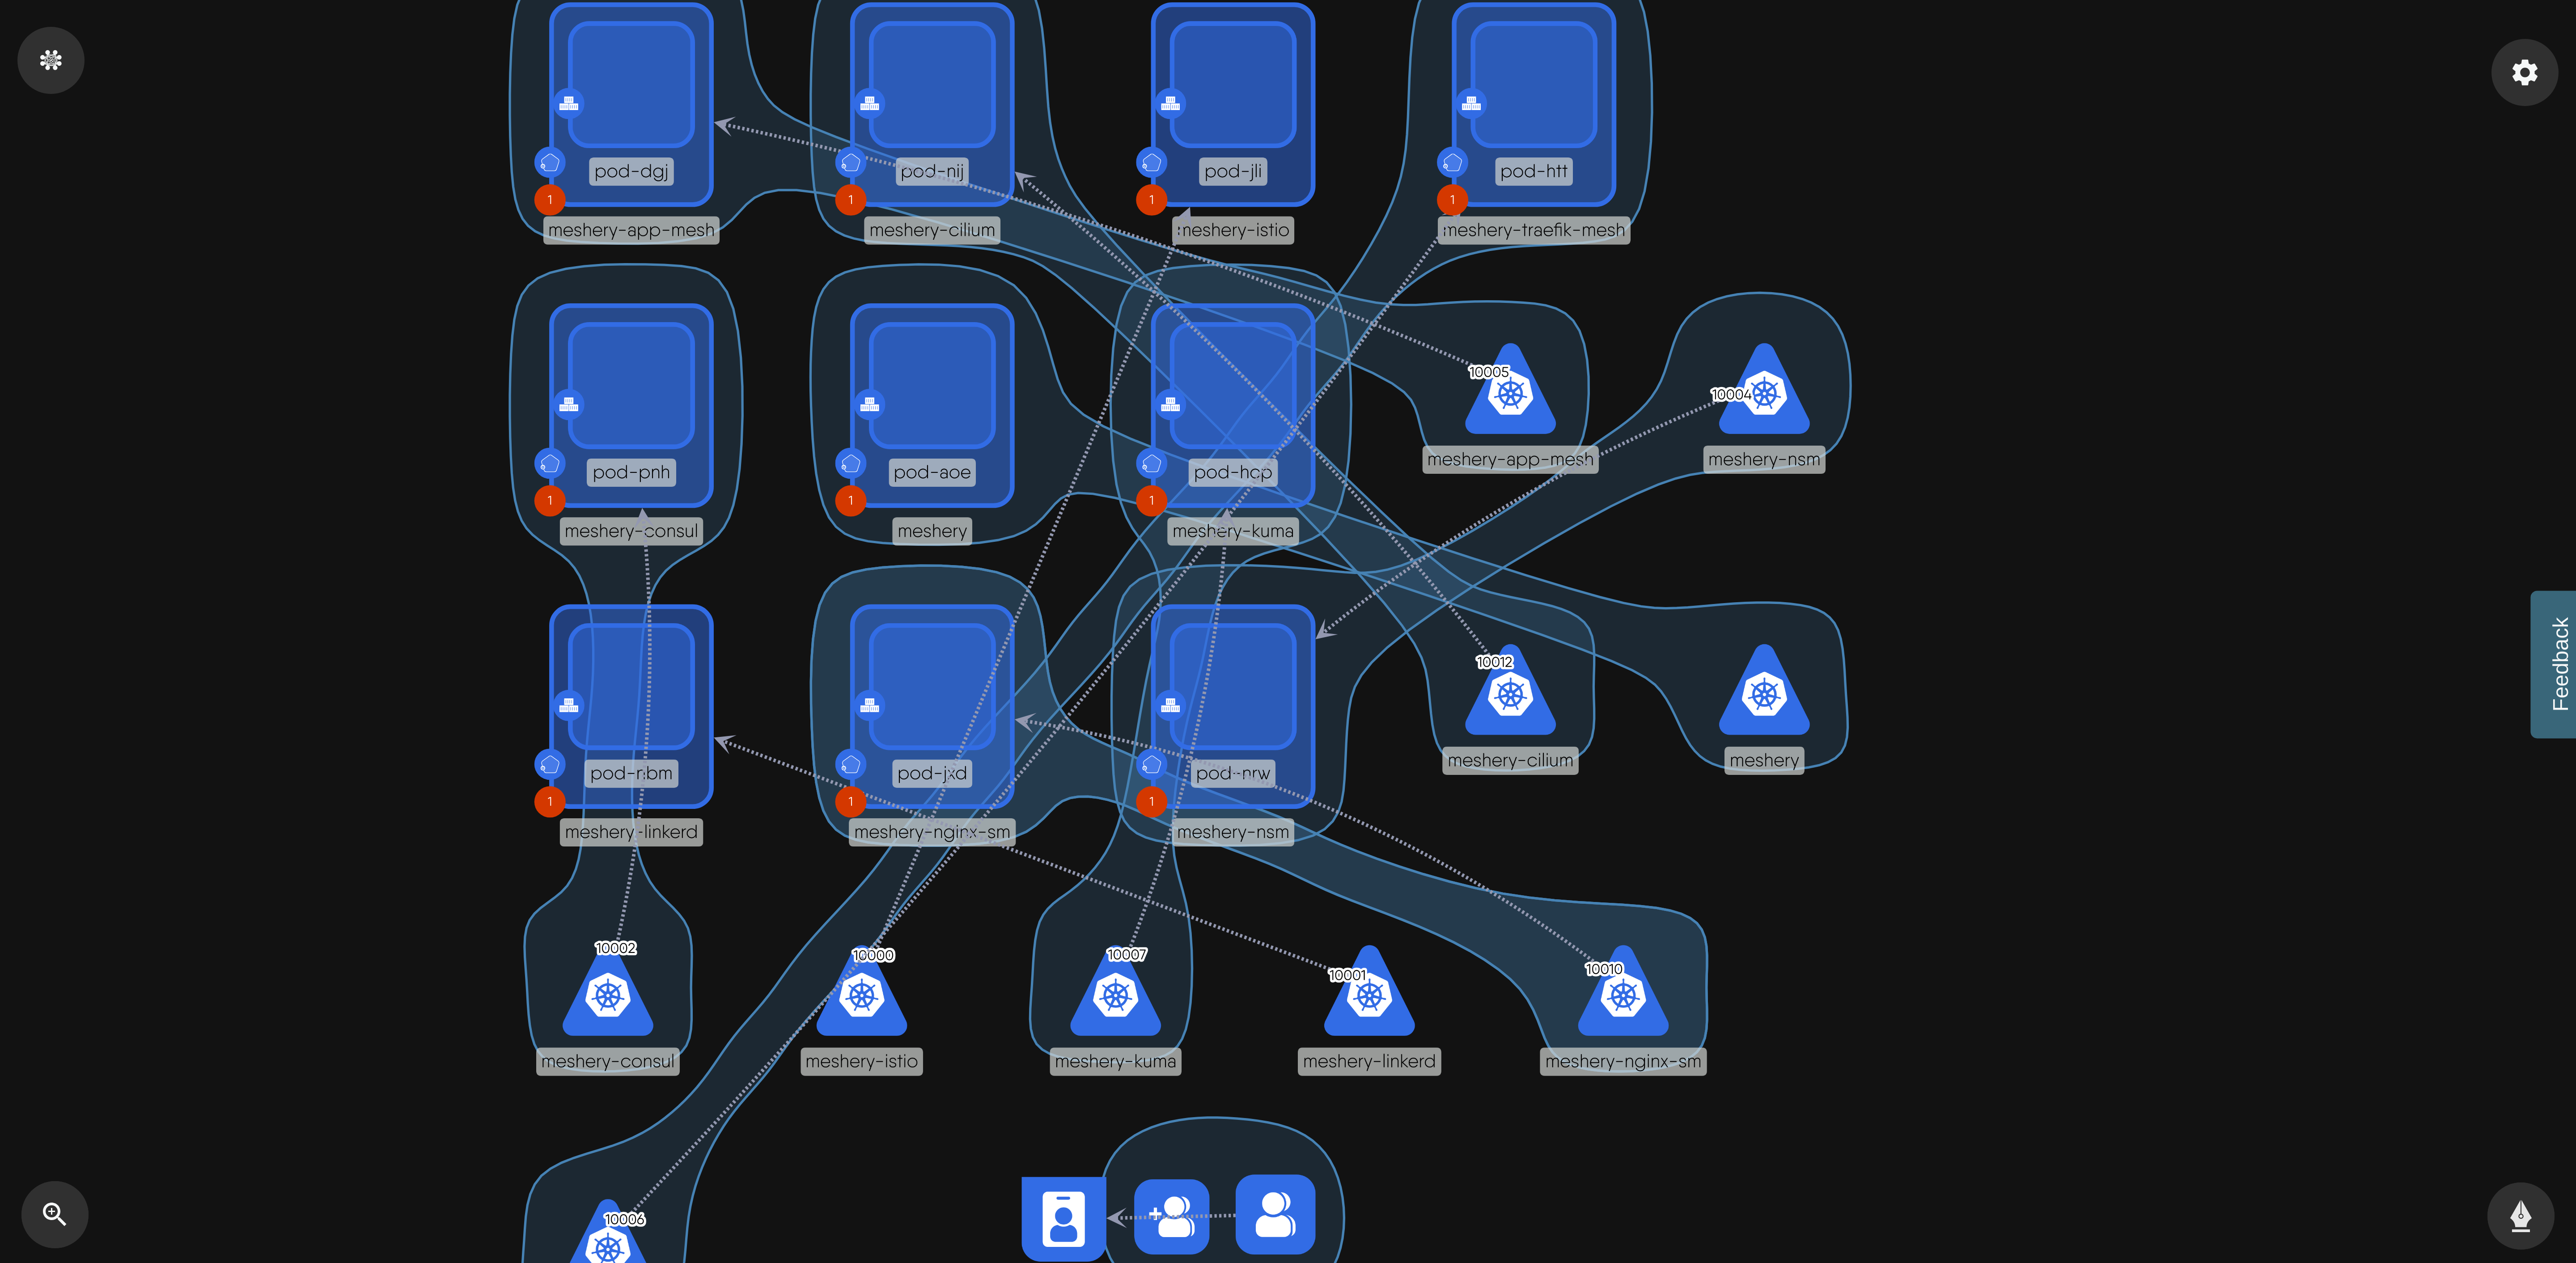 pod-dgj
pod-nij
pod-jli
pod-htt
1
1
1
1
meshery-app-mesh
meshery-cilium
meshery-istio
meshery-traefik-mesh
10005
10004
meshery-app-mesh
meshery-nsm
pod-pnh
pod-aoe
pod-hcp
1
1
1
meshery-consul
meshery
meshery-kuma
10012
meshery-cilium
meshery
pod-rbm
pod-jxd
pod-nrw
1
1
1
meshery-linkerd
meshery-nginx-sm
meshery-nsm
10002
10000
10007
10001
10010
meshery-consul
meshery-istio
meshery-kuma
meshery-linkerd
meshery-nginx-sm
10006
Feedback